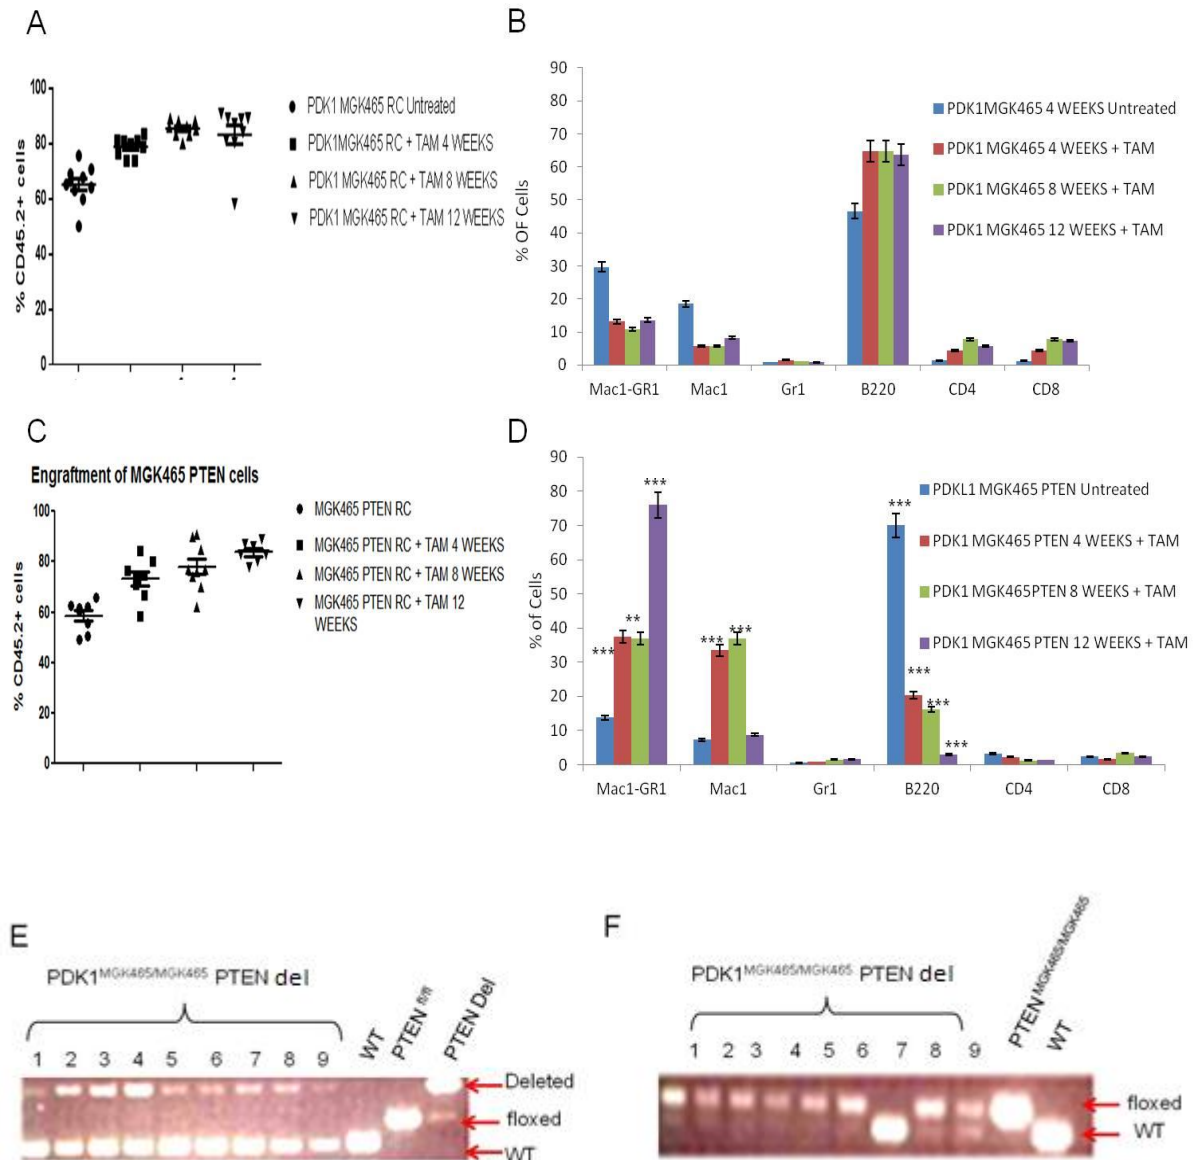 A
100
80
60
40
20
0
% CD45.2+ cells
PDK1 MGK465 RC Untreated
PDK1MGK465 RC + TAM 4 WEEKS
PDK1 MGK465 RC + TAM 8 WEEKS
PDK1 MGK465 RC + TAM 12 WEEKS
B
90
80
70
60
50
40
30
20
10
0
% OF Cells
PDK1MGK465 4 WEEKS Untreated
PDK1 MGK465 4 WEEKS + TAM
PDK1 MGK465 8 WEEKS + TAM
PDK1 MGK465 12 WEEKS + TAM
Mac1-GR1 Mac1 Gr1 B220 CD4 CD8
C
Engraftment of MGK465 PTEN cells
100
80
60
40
20
0
% CD45.2+ cells
MGK465 PTEN RC
MGK465 PTEN RC + TAM 4 WEEKS
MGK465 PTEN RC + TAM 8 WEEKS
MGK465 PTEN RC + TAM 12
WEEKS
D
90
80
70
60
50
40
30
20
10
0
% of Cells
*** ** ***
*** ***
*** *** *** ***
PDKL1 MGK465 PTEN Untreated
PDK1 MGK465 PTEN 4 WEEKS + TAM
PDK1 MGK465PTEN 8 WEEKS + TAM
PDK1 MGK465 PTEN 12 WEEKS + TAM
Mac1-GR1 Mac1 Gr1 B220 CD4 CD8
E
PDK1MGK465/MGK465 PTEN del
1 2 3 4 5 6 7 8 9 WT PTEN fl/fl PTEN Del
Deleted
floxed
WT
F
PDK1MGK465/MGK465 PTEN del
1 2 3 4 5 6 7 8 9 PTENMGK465/MGK465 WT
floxed
WT